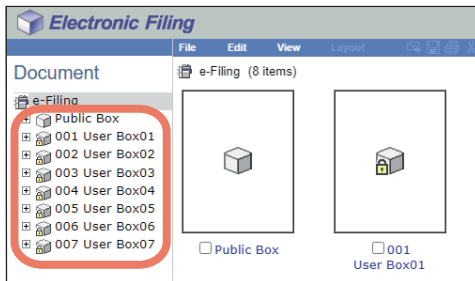 Electronic Filing
File Edit View Layout
Document
e-Filing (8 items)
e-Filing
Public Box
001 User Box01
002 User Box02
003 User Box03
004 User Box04
005 User Box05
006 User Box06
007 User Box07
Public Box
001
User Box01